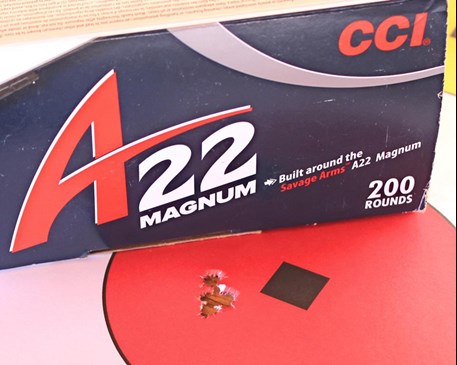 CCI®
A22
MAGNUM
Built around the
Savage Arms A22 Magnum
200
ROUNDS